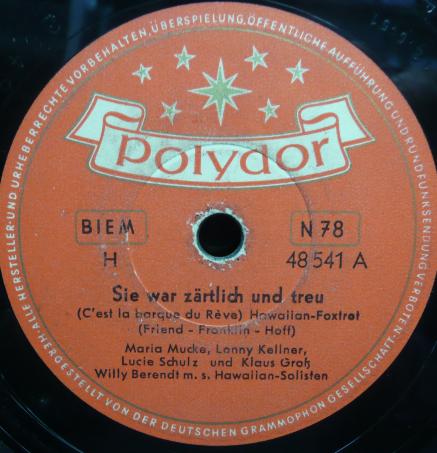 ALLE HERSTELLER- UND URHEBERRECHTE VORBEHALTEN, ÜBERSPIELUNG, ÖFFENTLICHE AUFFÜHRUNG UND RUNDFUNKSENDUNG VERBOTEN
polydor
BIEM
N 78
H
48541 A
Sie war zärtlich und treu
(C'est la barque du Rêve) Hawaiian-Foxtrot
(Friend - Franklin - Hoff)
Maria Mucke, Lonny Kellner,
Lucie Schulz und Klaus Groß
Willy Berendt m. s. Hawaiian-Solisten
HERGESTELLT VON DER DEUTSCHEN GRAMMOPHON GESELLSCHAFT